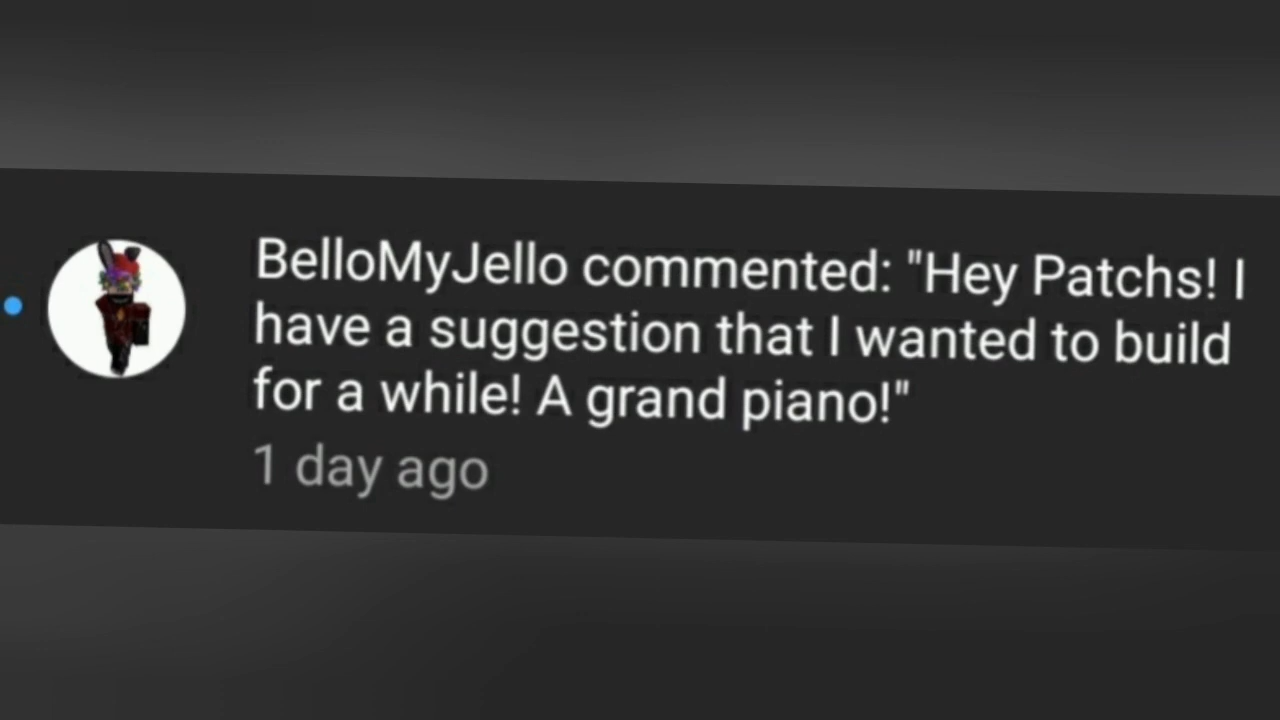 BelloMyJello commented: "Hey Patchs! I
have a suggestion that I wanted to build
for a while! A grand piano!"
1 day ago